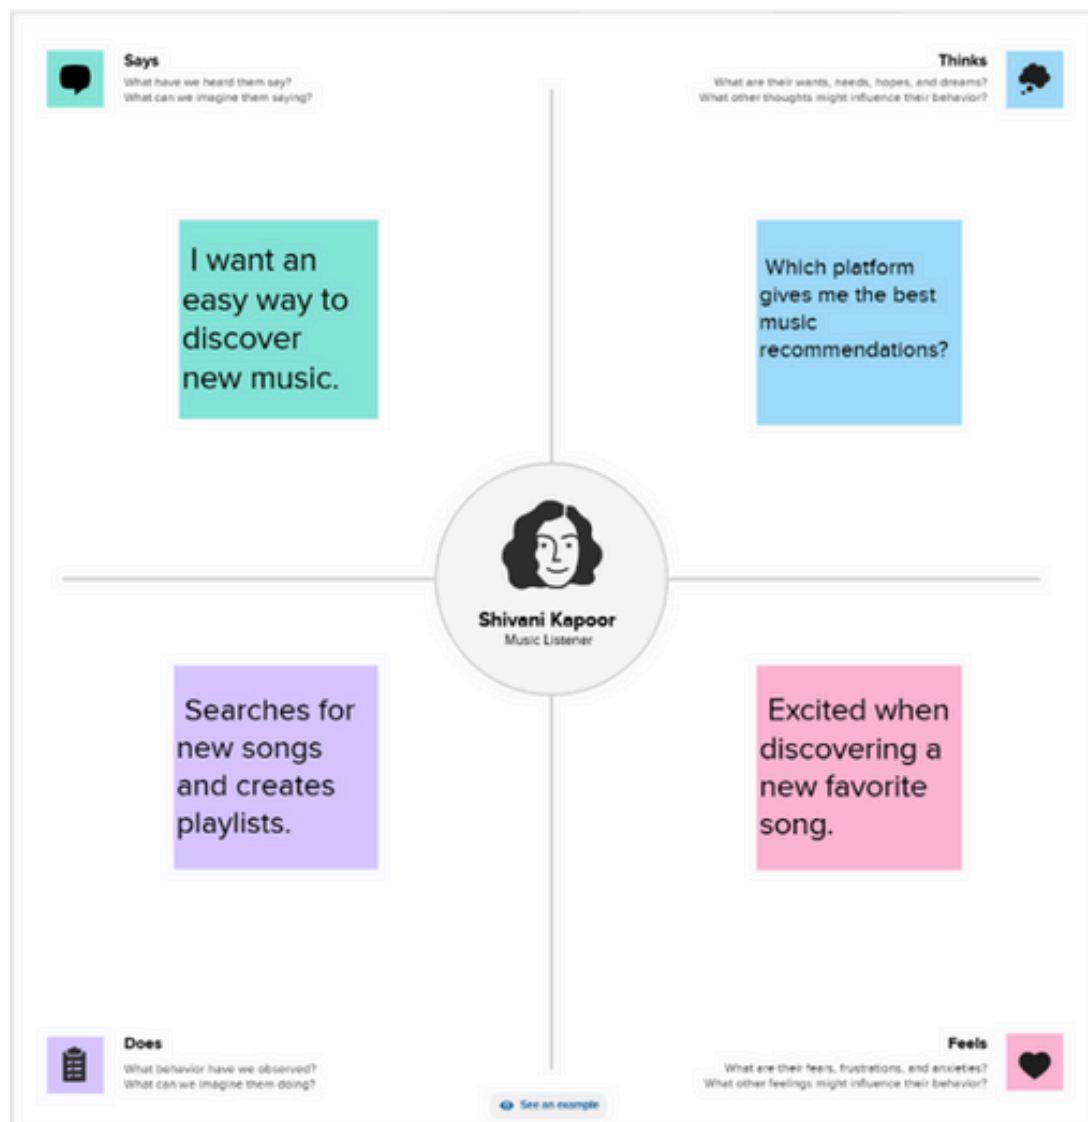 Says
What have we heard them say?
What can we imagine them saying?
Thinks
What are their wants, needs, hopes, and dreams?
What other thoughts might influence their behavior?
I want an
easy way to
discover
new music.
Which platform
gives me the best
music
recommendations?
Shivani Kapoor
Music Listener
Searches for
new songs
and creates
playlists.
Excited when
discovering a
new favorite
song.
Does
What behavior have we observed?
What can we imagine them doing?
Feels
What are their fears, frustrations, and anxieties?
What other feelings might influence their behavior?
See an example